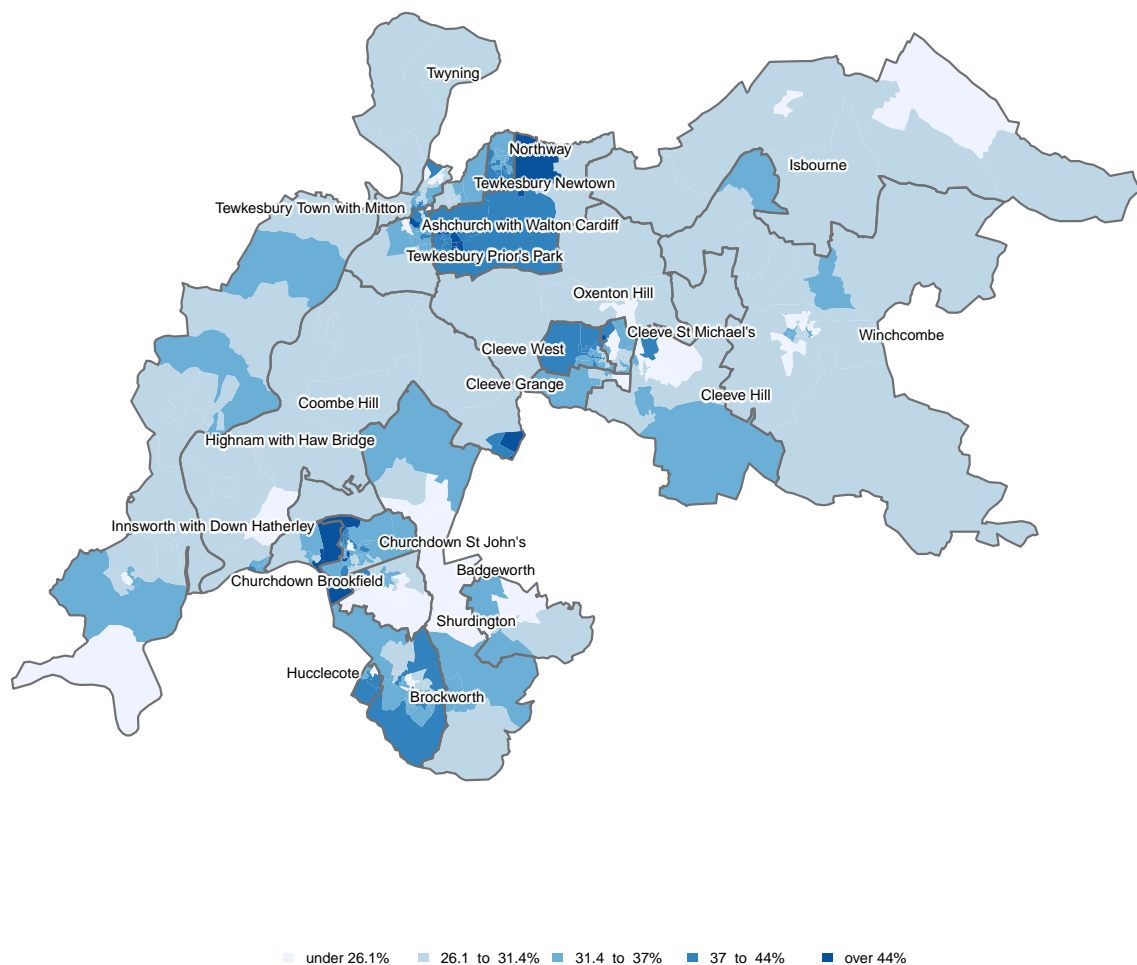 Twyning
Northway
Isbourne
Tewkesbury Newtown
Tewkesbury Town with Mitton
Ashchurch with Walton Cardiff
Tewkesbury Prior's Park
Oxenton Hill
Cleeve St Michael's
Winchcombe
Cleeve West
Cleeve Grange
Cleeve Hill
Coombe Hill
Highnam with Haw Bridge
Innsworth with Down Hatherley
Churchdown St John's
Badgeworth
Churchdown Brookfield
Shurdington
Hucclecote
Brockworth
under 26.1% 26.1 to 31.4% 31.4 to 37% 37 to 44% over 44%